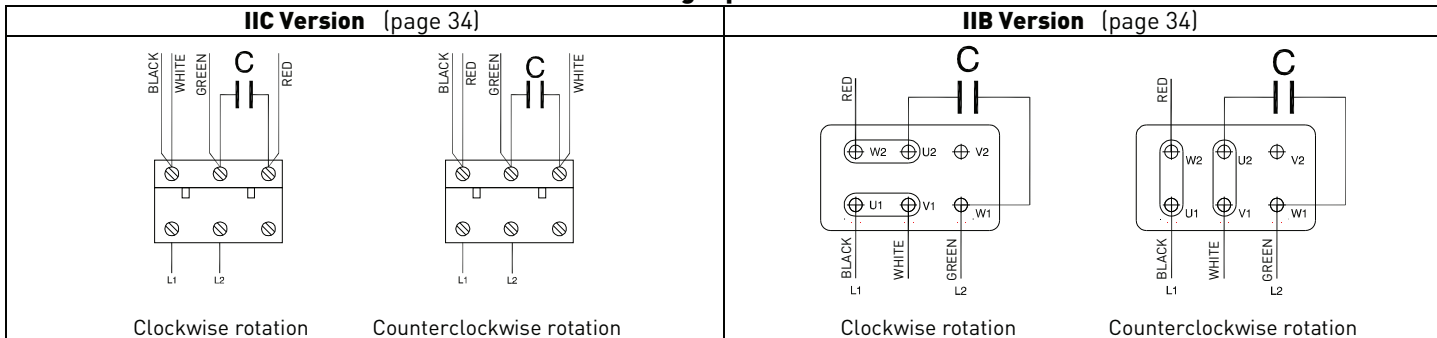 IIC Version (page 34)
IIB Version (page 34)
BLACK
WHITE
GREEN
C
RED
L1
L2
Clockwise rotation
BLACK
RED
GREEN
C
WHITE
L1
L2
Counterclockwise rotation
RED
C
W2 U2 V2
U1 V1 W1
BLACK
WHITE
GREEN
L1
L2
Clockwise rotation
RED
C
W2 U2 V2
U1 V1 W1
BLACK
WHITE
GREEN
L1
L2
Counterclockwise rotation